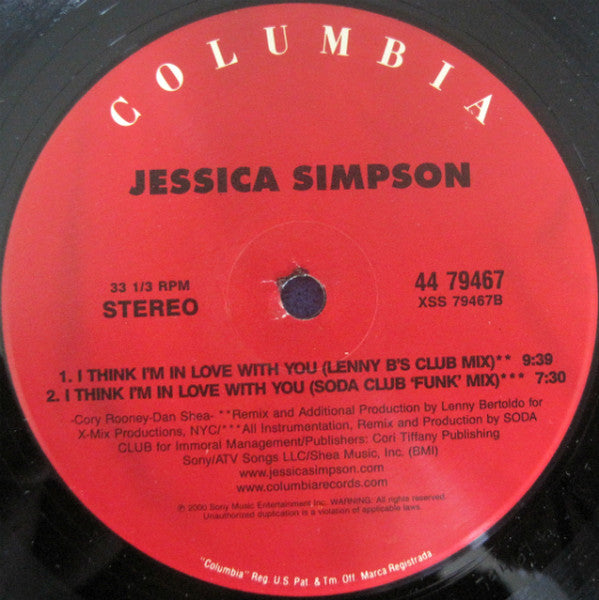 COLUMBIA
JESSICA SIMPSON
33 1/3 RPM
STEREO
44 79467
XSS 79467B
1. I THINK I'M IN LOVE WITH YOU (LENNY B'S CLUB MIX)** 9:39
2. I THINK I'M IN LOVE WITH YOU (SODA CLUB 'FUNK' MIX)*** 7:30
-Cory Rooney-Dan Shea- **Remix and Additional Production by Lenny Bertoldo for
X-Mix Productions, NYC/***All Instrumentation, Remix and Production by SODA
CLUB for Immoral Management/Publishers: Cori Tiffany Publishing
Sony/ATV Songs LLC/Shea Music, Inc. (BMI)
www.jessicasimpson.com
www.columbiarecords.com
℗ 2000 Sony Music Entertainment Inc. WARNING: All rights reserved.
Unauthorized duplication is a violation of applicable laws.
"Columbia" Reg. U.S. Pat. & Tm. Off. Marca Registrada